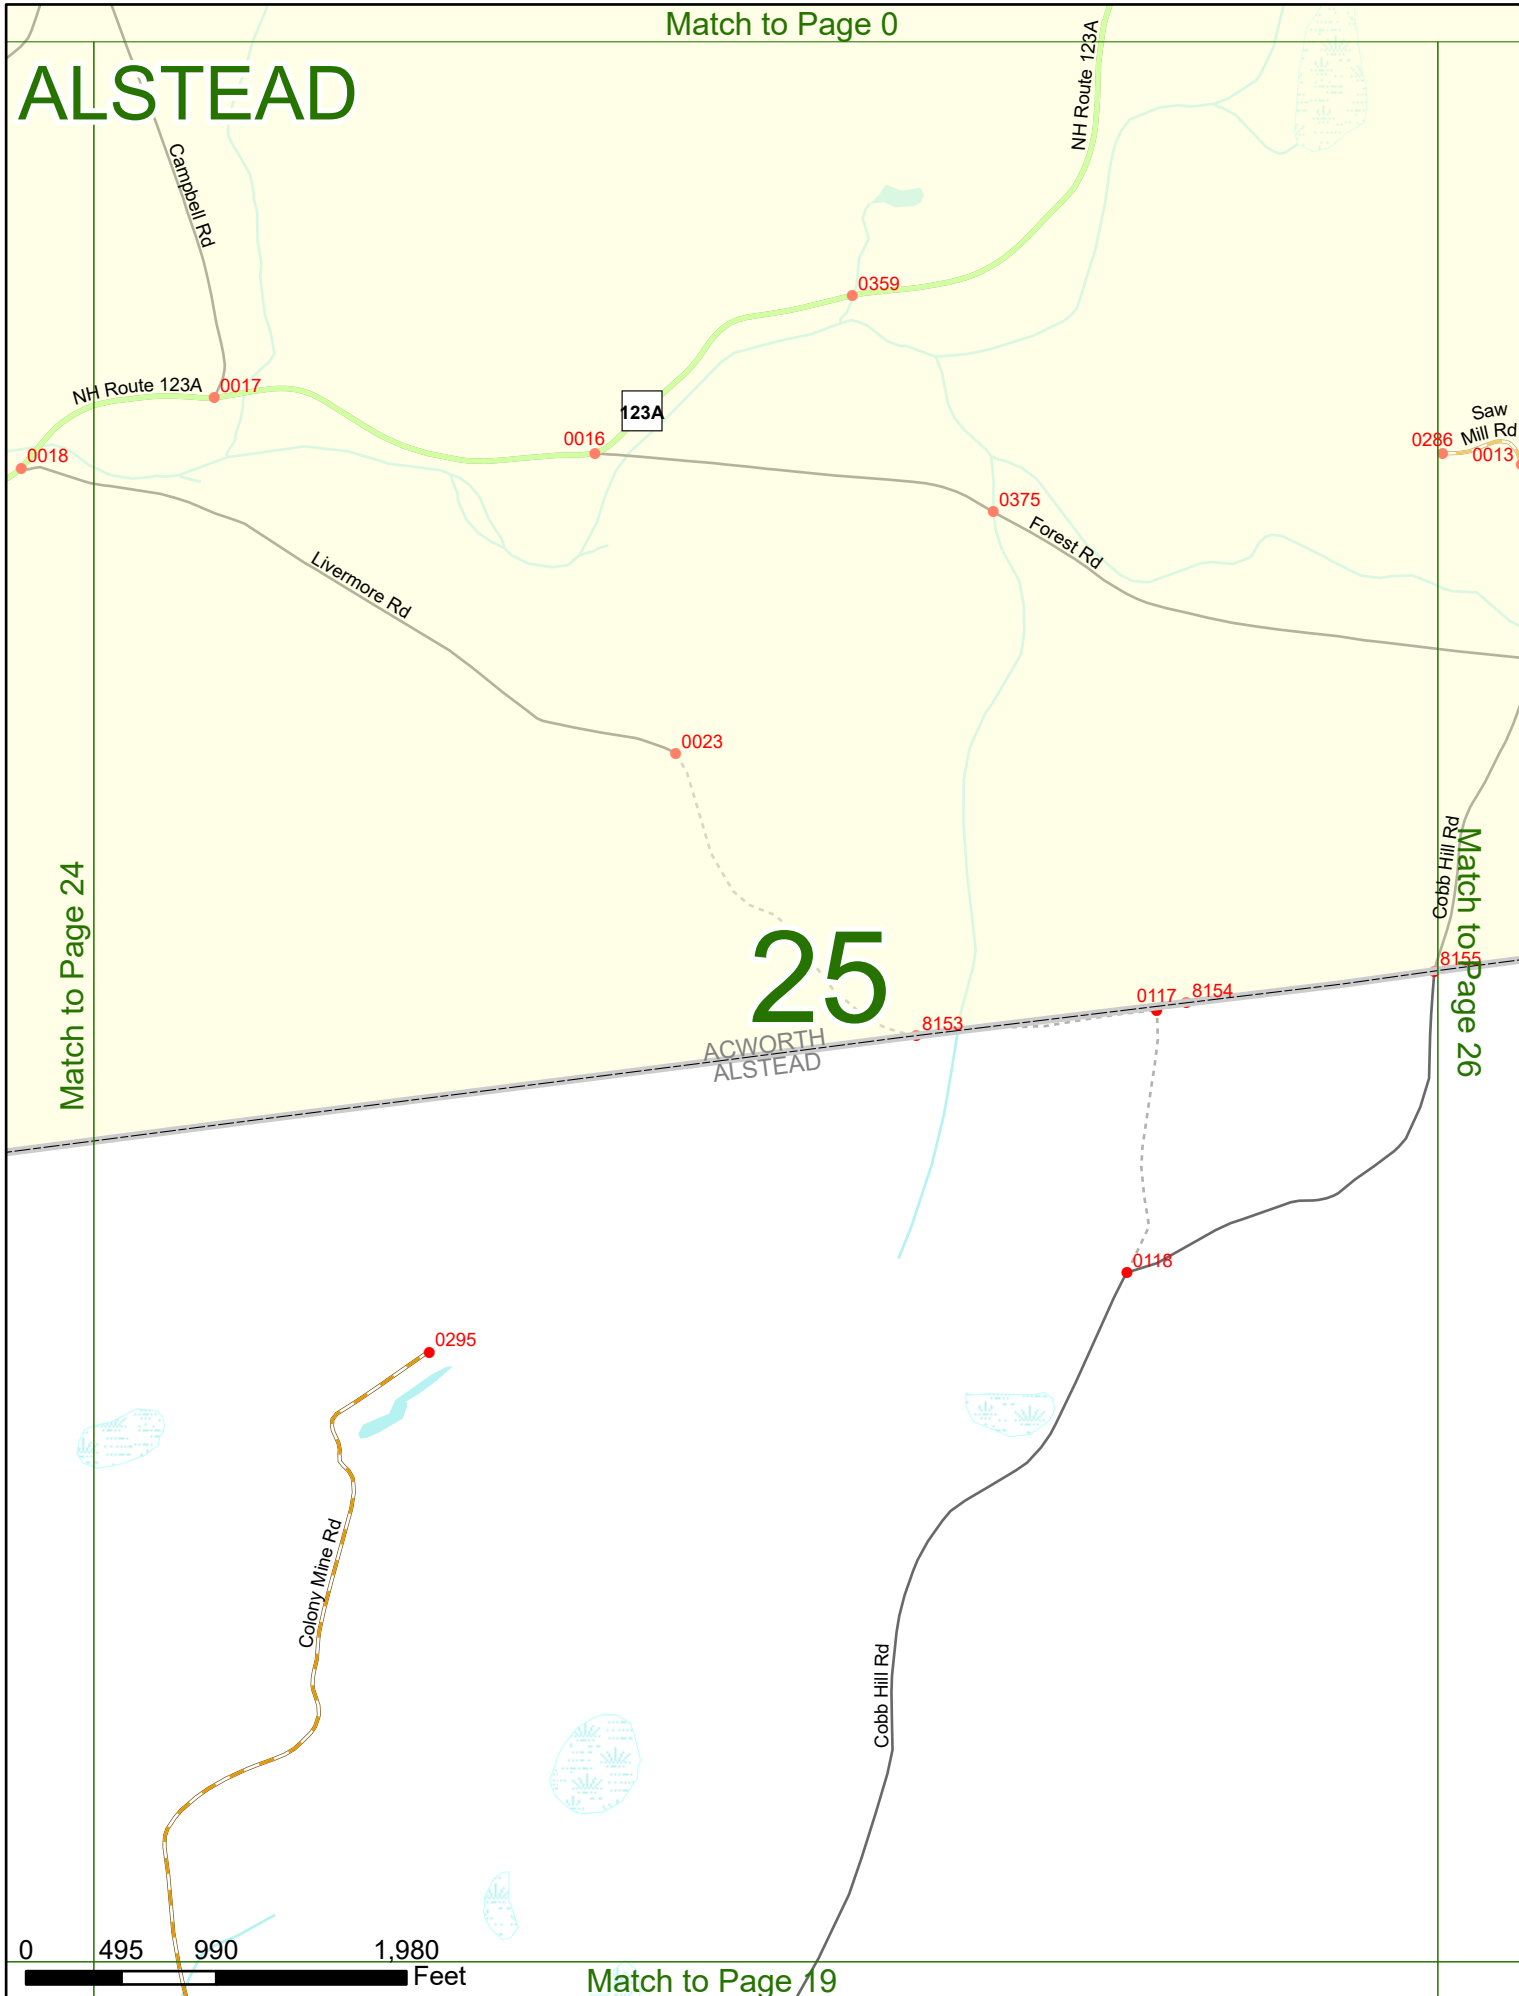 Match to Page 0
ALSTEAD
NH Route 123A
Campbell Rd
0359
NH Route 123A
0017
123A
0016
0018
Saw
Mill Rd
0286
0013
0375
Forest Rd
Livermore Rd
0023
Cobb Hill Rd
Match to Page 24
Match to Page 26
25
8155
8154
0117
8153
ACWORTH
ALSTEAD
0118
0295
Colony Mine Rd
Cobb Hill Rd
0 495 990 1,980
Feet
Match to Page 19